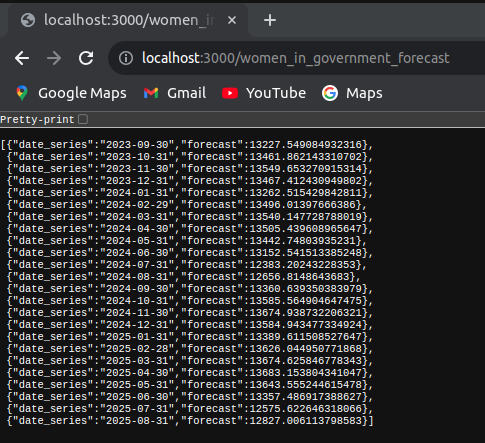 localhost:3000/women_in
localhost:3000/women_in_government_forecast
Google Maps Gmail YouTube Maps
Pretty-print
[{"date_series":"2023-09-30","forecast":13227.549084932316},
{"date_series":"2023-10-31","forecast":13461.862143310702},
{"date_series":"2023-11-30","forecast":13549.653270915314},
{"date_series":"2023-12-31","forecast":13467.412430949802},
{"date_series":"2024-01-31","forecast":13262.515429842811},
{"date_series":"2024-02-29","forecast":13496.01397666386},
{"date_series":"2024-03-31","forecast":13540.147728788019},
{"date_series":"2024-04-30","forecast":13505.439608965647},
{"date_series":"2024-05-31","forecast":13442.74803935231},
{"date_series":"2024-06-30","forecast":13152.541513385248},
{"date_series":"2024-07-31","forecast":12383.20243228353},
{"date_series":"2024-08-31","forecast":12656.8148643683},
{"date_series":"2024-09-30","forecast":13360.639350383979},
{"date_series":"2024-10-31","forecast":13585.564904647475},
{"date_series":"2024-11-30","forecast":13674.938732206321},
{"date_series":"2024-12-31","forecast":13584.943477334924},
{"date_series":"2025-01-31","forecast":13389.611508527647},
{"date_series":"2025-02-28","forecast":13626.044950771868},
{"date_series":"2025-03-31","forecast":13674.625846778343},
{"date_series":"2025-04-30","forecast":13683.153804341047},
{"date_series":"2025-05-31","forecast":13643.555244615478},
{"date_series":"2025-06-30","forecast":13357.486917388627},
{"date_series":"2025-07-31","forecast":12575.622646318066},
{"date_series":"2025-08-31","forecast":12827.006113798583}]